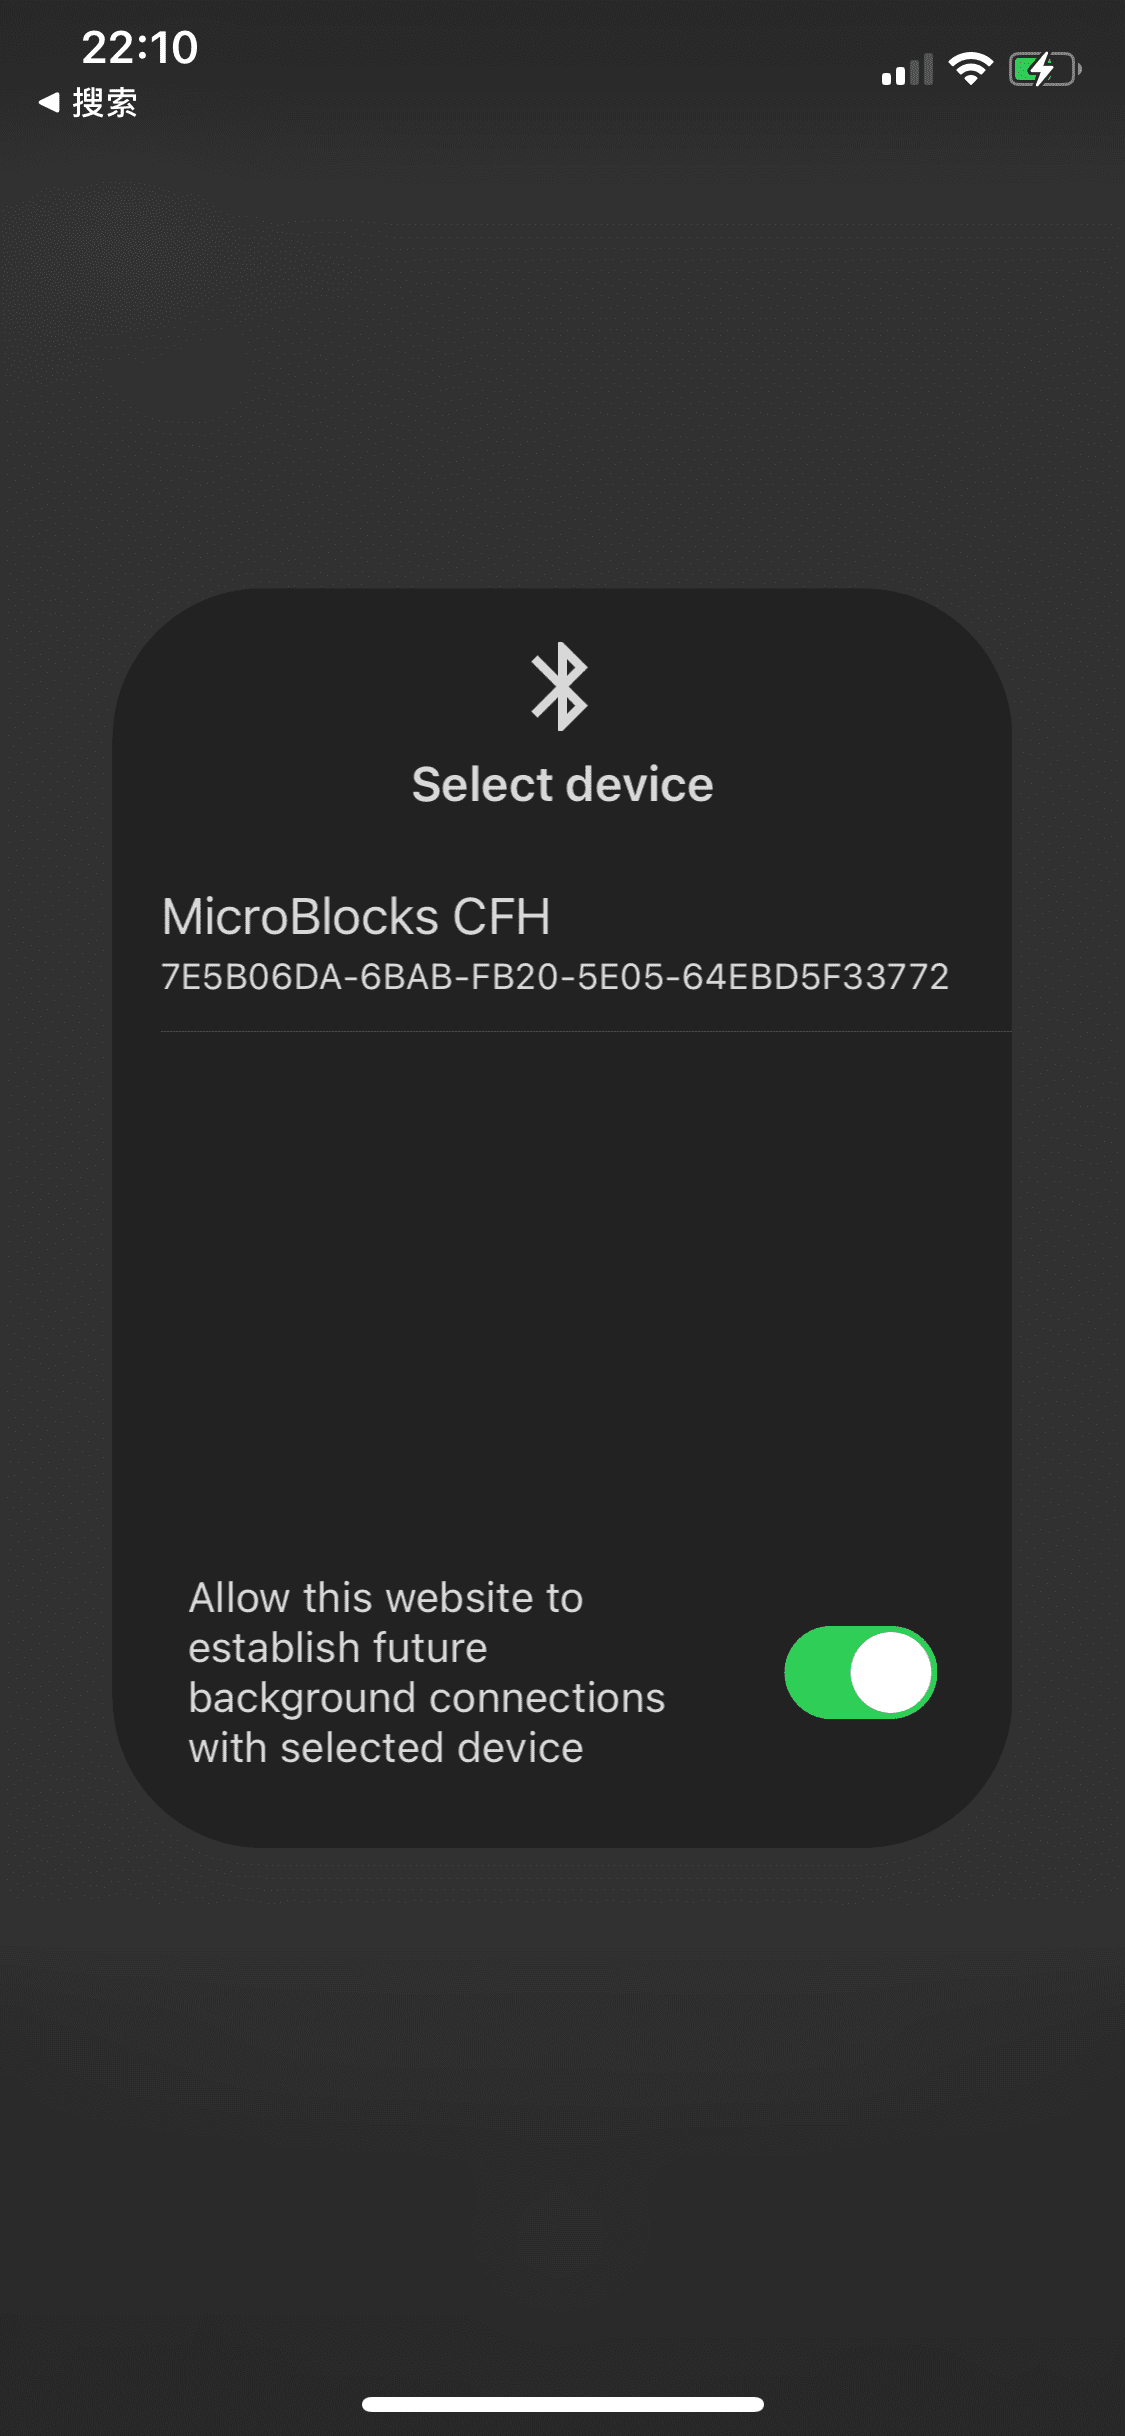 22:10
搜索
Select device
MicroBlocks CFH
7E5B06DA-6BAB-FB20-5E05-64EBD5F33772
Allow this website to
establish future
background connections
with selected device